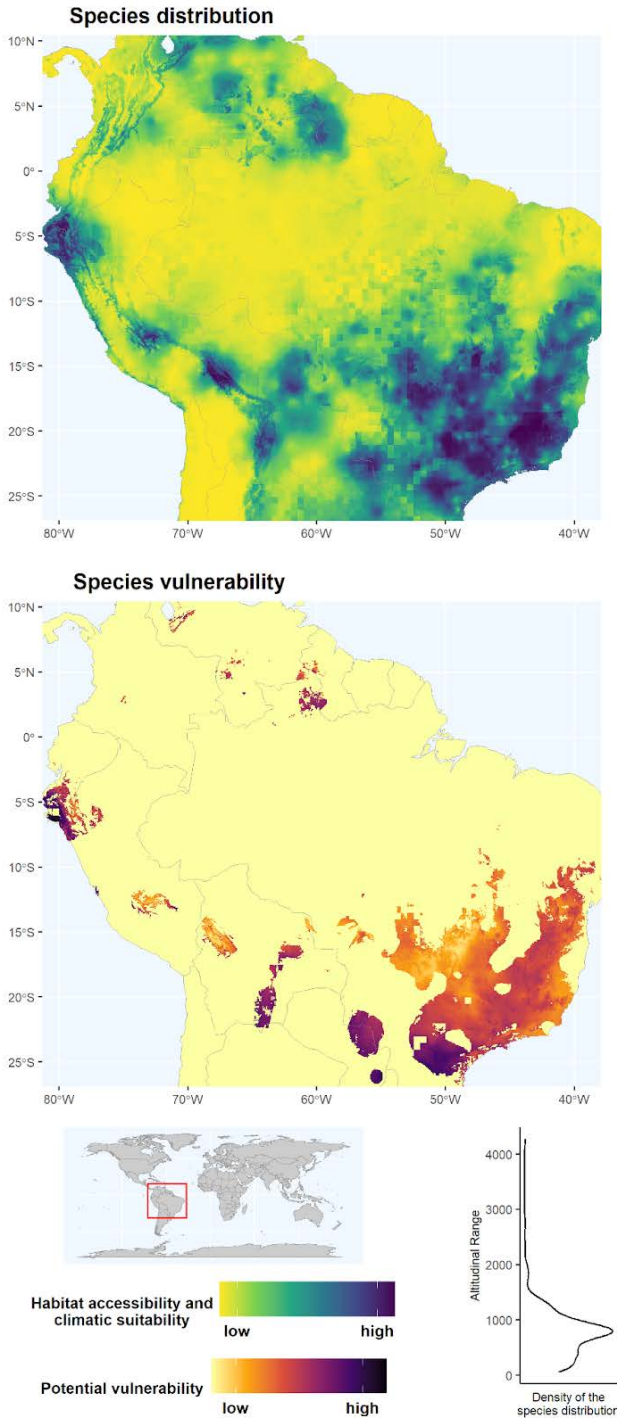 Species distribution
10°N
5°N
0°
5°S
10°S
15°S
20°S
25°S
80°W 70°W 60°W 50°W 40°W
Species vulnerability
10°N
5°N
0°
5°S
10°S
15°S
20°S
25°S
80°W 70°W 60°W 50°W 40°W
Habitat accessibility and
climatic suitability
low high
Potential vulnerability
low high
Altitudinal Range
4000
3000
2000
1000
0
Density of the
species distribution